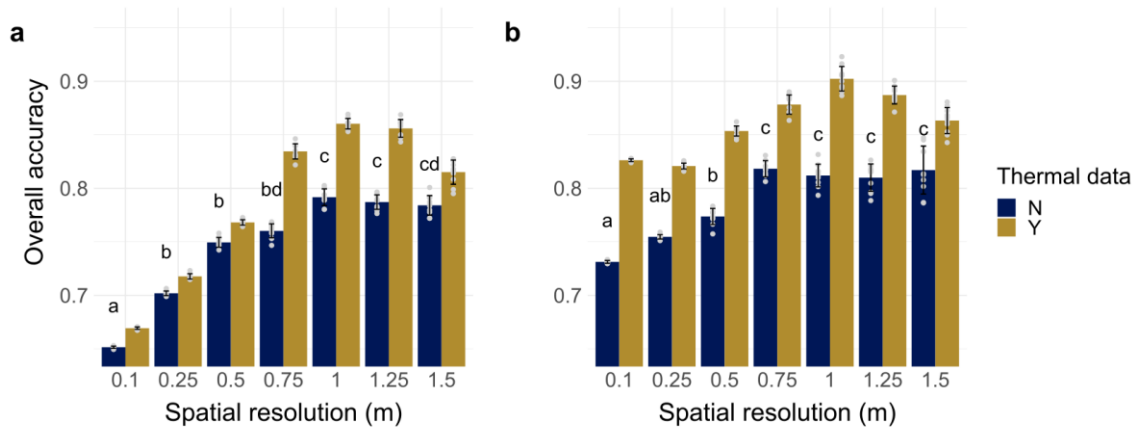 a
b
Overall accuracy
0.9
0.8
0.7
a
b
b
bd
c
c
cd
0.1 0.25 0.5 0.75 1 1.25 1.5
Spatial resolution (m)
0.9
0.8
0.7
a
ab
b
c
c
c
c
0.1 0.25 0.5 0.75 1 1.25 1.5
Spatial resolution (m)
Thermal data
N
Y